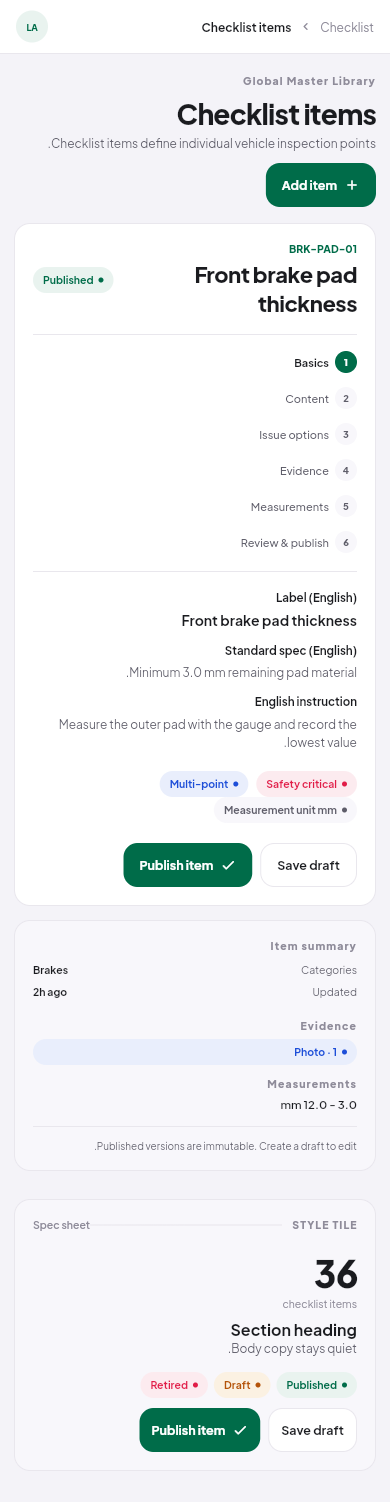 LA
Checklist
Checklist items
Global Master Library
Checklist items
.Checklist items define individual vehicle inspection points
Add item
BRK-PAD-01
Front brake pad
thickness
Published
1 Basics
2 Content
3 Issue options
4 Evidence
5 Measurements
6 Review & publish
Label (English)
Front brake pad thickness
Standard spec (English)
.Minimum 3.0 mm remaining pad material
English instruction
Measure the outer pad with the gauge and record the
.lowest value
Safety critical
Multi-point
Measurement unit mm
Save draft
Publish item
Item summary
Categories
Brakes
Updated
2h ago
Evidence
Photo · 1
Measurements
mm 12.0 – 3.0
.Published versions are immutable. Create a draft to edit
STYLE TILE
Spec sheet
36
checklist items
Section heading
.Body copy stays quiet
Published
Draft
Retired
Save draft
Publish item